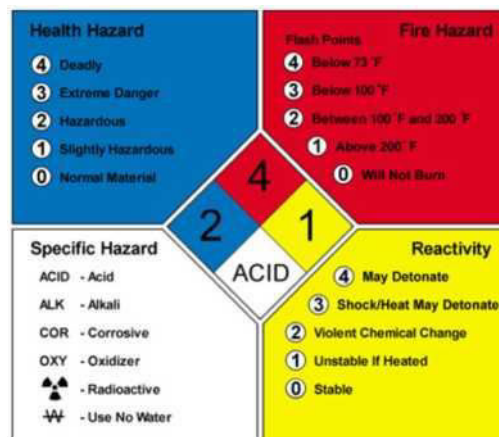 Health Hazard
4 Deadly
3 Extreme Danger
2 Hazardous
1 Slightly Hazardous
0 Normal Material
Fire Hazard
Flash Points
4 Below 73 °F
3 Below 100 °F
2 Between 100 °F and 200 °F
1 Above 200 °F
0 Will Not Burn
4
2
1
ACID
Specific Hazard
ACID - Acid
ALK - Alkali
COR - Corrosive
OXY - Oxidizer
- Radioactive
W - Use No Water
Reactivity
4 May Detonate
3 Shock/Heat May Detonate
2 Violent Chemical Change
1 Unstable If Heated
0 Stable